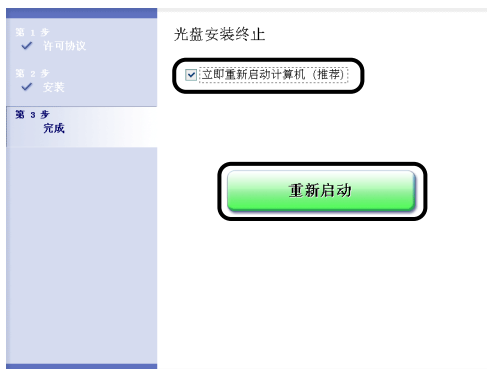 第 1 步
许可协议
第 2 步
安装
第 3 步
完成
光盘安装终止
立即重新启动计算机（推荐）
重新启动